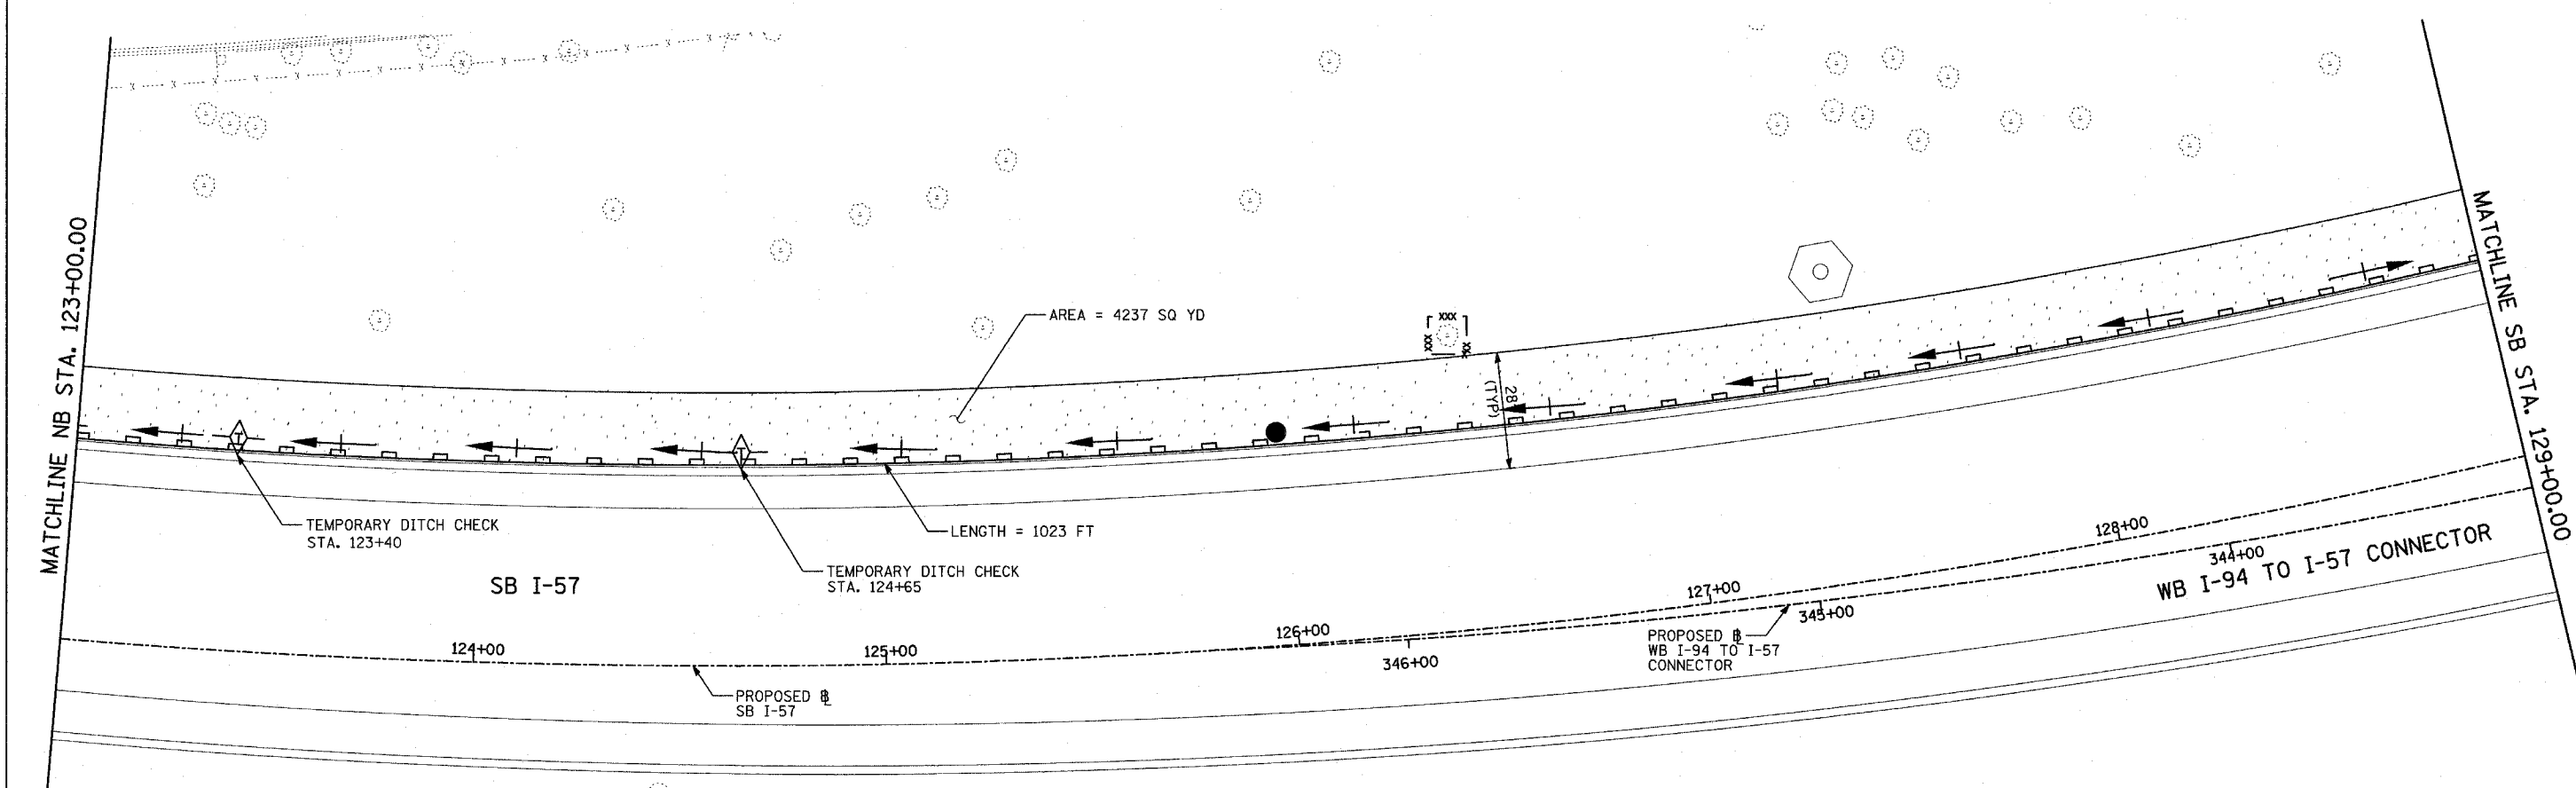 MATCHLINE NB STA. 123+00.00
MATCHLINE SB STA. 129+00.00
AREA = 4237 SQ YD
XXX
XXX
XX
28'
(TYP)
TEMPORARY DITCH CHECK
STA. 123+40
LENGTH = 1023 FT
TEMPORARY DITCH CHECK
STA. 124+65
SB I-57
WB I-94 TO I-57 CONNECTOR
124+00
125+00
126+00
127+00
128+00
346+00
345+00
344+00
PROPOSED ⅊
SB I-57
PROPOSED ⅊
WB I-94 TO I-57
CONNECTOR